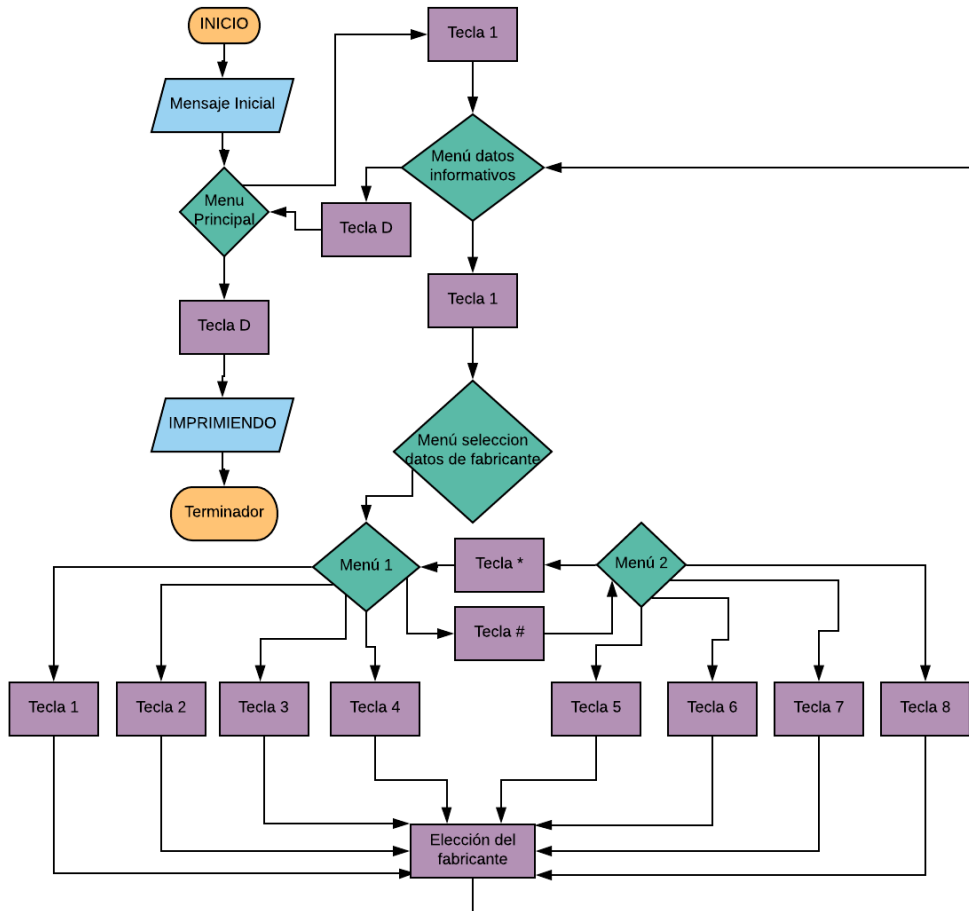 INICIO
Tecla 1
Mensaje Inicial
Menú datos
informativos
Menu
Principal
Tecla D
Tecla 1
Tecla D
IMPRIMIENDO
Menú seleccion
datos de fabricante
Terminador
Menú 1
Tecla *
Menú 2
Tecla #
Tecla 1
Tecla 2
Tecla 3
Tecla 4
Tecla 5
Tecla 6
Tecla 7
Tecla 8
Elección del
fabricante